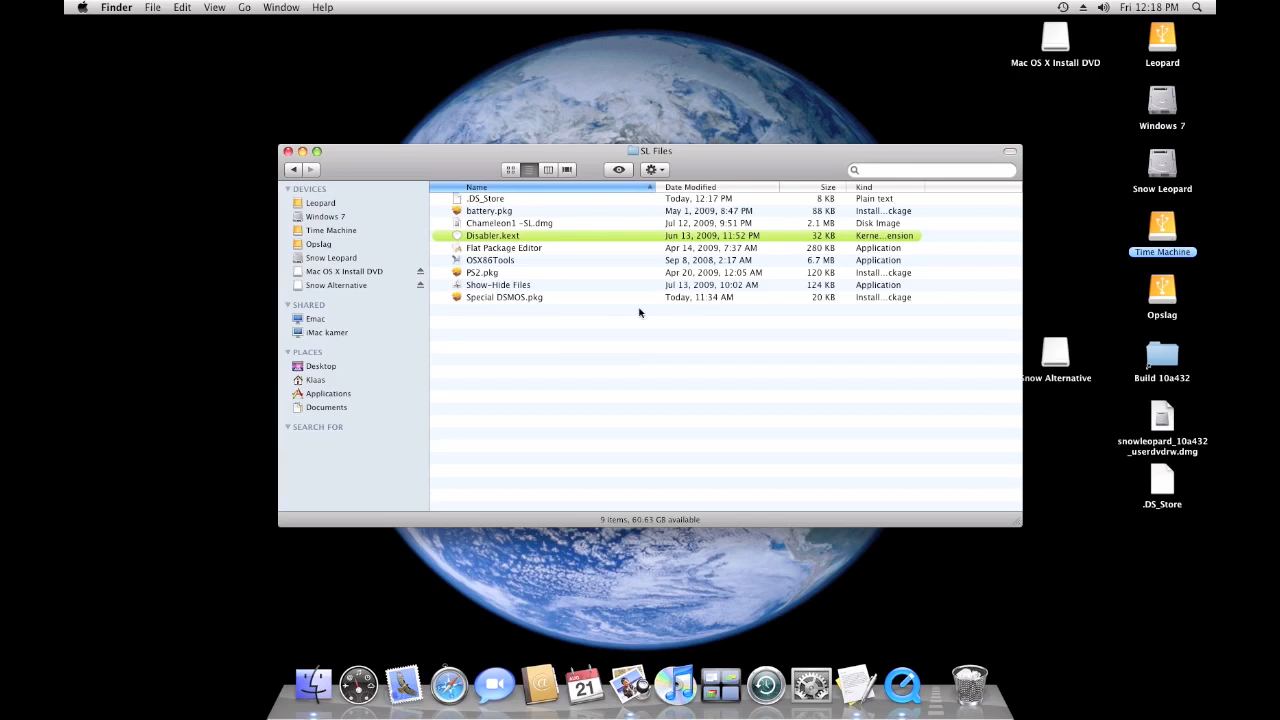 Finder File Edit View Go Window Help Fri 12:18 PM
Mac OS X Install DVD
Leopard
Windows 7
Snow Leopard
Time Machine
Opslag
Snow Alternative
Build 10a432
snowleopard_10a432
_userdvdrw.dmg
.DS_Store
SL Files
DEVICES
Leopard
Windows 7
Time Machine
Opslag
Snow Leopard
Mac OS X Install DVD
Snow Alternative
SHARED
Emac
iMac kamer
PLACES
Desktop
Klaas
Applications
Documents
SEARCH FOR
Name Date Modified Size Kind
.DS_Store Today, 12:17 PM 8 KB Plain text
battery.pkg May 1, 2009, 8:47 PM 88 KB Install...ckage
Chameleon1 -SL.dmg Jul 12, 2009, 9:51 PM 2.1 MB Disk Image
Disabler.kext Jun 13, 2009, 11:52 PM 32 KB Kerne...ension
Flat Package Editor Apr 14, 2009, 7:37 AM 280 KB Application
OSX86Tools Sep 8, 2008, 2:17 AM 6.7 MB Application
PS2.pkg Apr 20, 2009, 12:05 AM 120 KB Install...ckage
Show-Hide Files Jul 13, 2009, 10:02 AM 124 KB Application
Special DSMOS.pkg Today, 11:34 AM 20 KB Install...ckage
9 items, 60.63 GB available
AUG
21